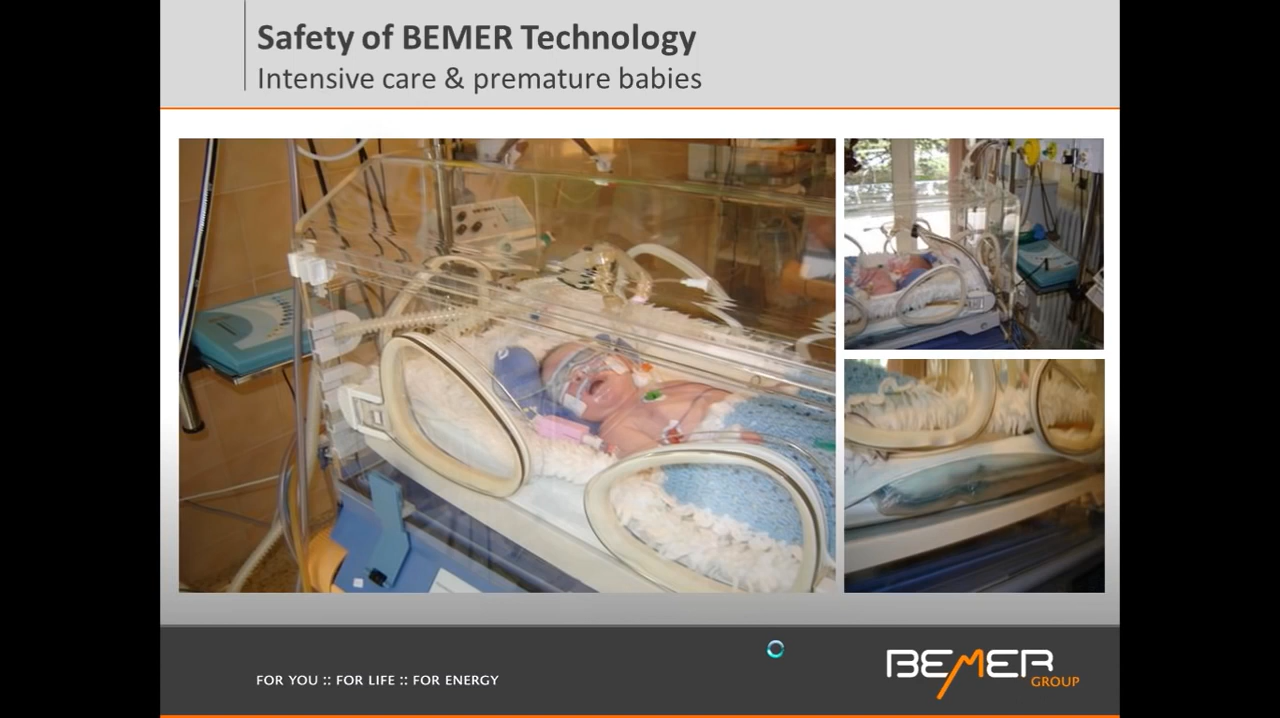 Safety of BEMER Technology
Intensive care & premature babies
FOR YOU :: FOR LIFE :: FOR ENERGY
BEMER
GROUP